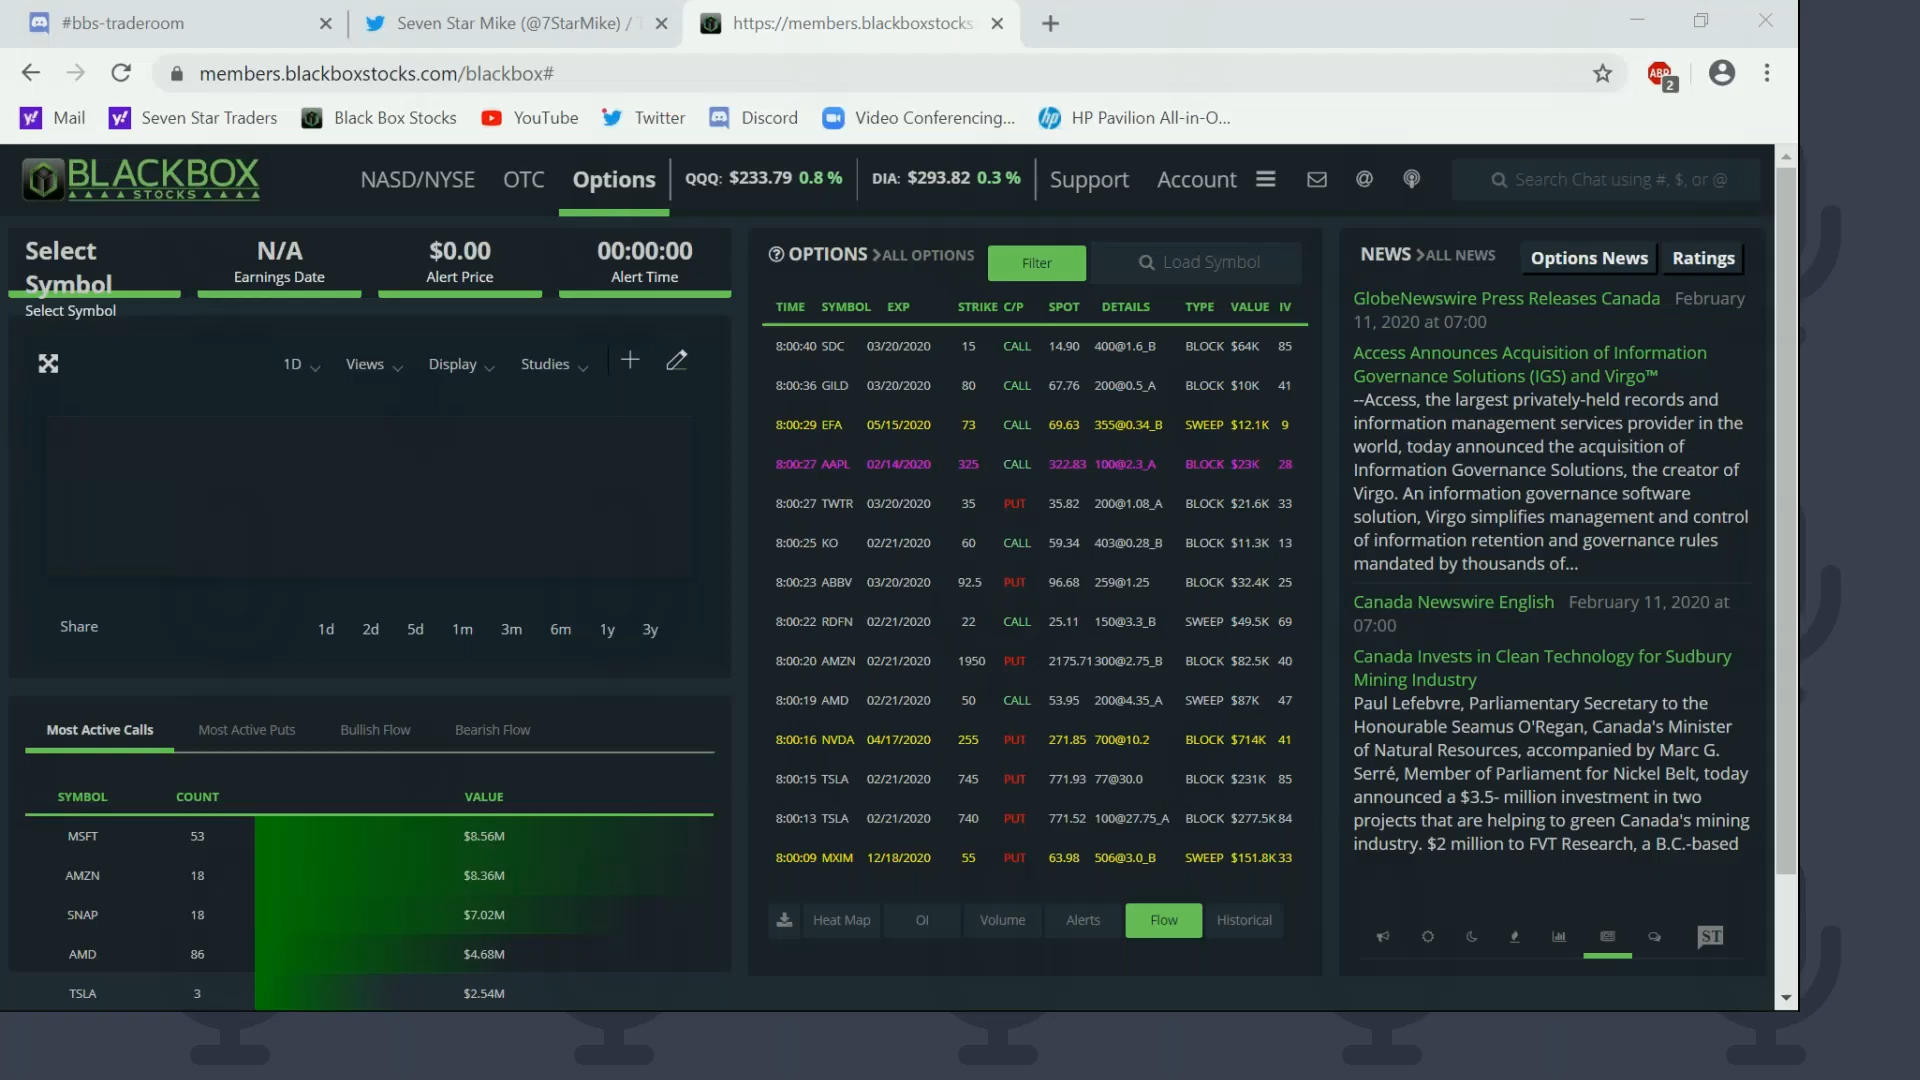 #bbs-traderoom
Seven Star Mike (@7StarMike) / T
https://members.blackboxstocks
members.blackboxstocks.com/blackbox#
ABP
2
Mail
Seven Star Traders
Black Box Stocks
YouTube
Twitter
Discord
Video Conferencing...
HP Pavilion All-in-O...
BLACKBOX
STOCKS
NASD/NYSE
OTC
Options
QQQ: $233.79 0.8 %
DIA: $293.82 0.3 %
Support
Account
Search Chat using #, $, or @
Select Symbol
Select Symbol
N/A
Earnings Date
$0.00
Alert Price
00:00:00
Alert Time
1D
Views
Display
Studies
Share
1d 2d 5d 1m 3m 6m 1y 3y
Most Active Calls
Most Active Puts
Bullish Flow
Bearish Flow
SYMBOL COUNT VALUE
MSFT 53 $8.56M
AMZN 18 $8.36M
SNAP 18 $7.02M
AMD 86 $4.68M
TSLA 3 $2.54M
OPTIONS >ALL OPTIONS
Filter
Load Symbol
TIME SYMBOL EXP STRIKE C/P SPOT DETAILS TYPE VALUE IV
8:00:40 SDC 03/20/2020 15 CALL 14.90 400@1.6_B BLOCK $64K 85
8:00:36 GILD 03/20/2020 80 CALL 67.76 200@0.5_A BLOCK $10K 41
8:00:29 EFA 05/15/2020 73 CALL 69.63 355@0.34_B SWEEP $12.1K 9
8:00:27 AAPL 02/14/2020 325 CALL 322.83 100@2.3_A BLOCK $23K 28
8:00:27 TWTR 03/20/2020 35 PUT 35.82 200@1.08_A BLOCK $21.6K 33
8:00:25 KO 02/21/2020 60 CALL 59.34 403@0.28_B BLOCK $11.3K 13
8:00:23 ABBV 03/20/2020 92.5 PUT 96.68 259@1.25 BLOCK $32.4K 25
8:00:22 RDFN 02/21/2020 22 CALL 25.11 150@3.3_B SWEEP $49.5K 69
8:00:20 AMZN 02/21/2020 1950 PUT 2175.71 300@2.75_B BLOCK $82.5K 40
8:00:19 AMD 02/21/2020 50 CALL 53.95 200@4.35_A SWEEP $87K 47
8:00:16 NVDA 04/17/2020 255 PUT 271.85 700@10.2 BLOCK $714K 41
8:00:15 TSLA 02/21/2020 745 PUT 771.93 77@30.0 BLOCK $231K 85
8:00:13 TSLA 02/21/2020 740 PUT 771.52 100@27.75_A BLOCK $277.5K 84
8:00:09 MXIM 12/18/2020 55 PUT 63.98 506@3.0_B SWEEP $151.8K 33
Heat Map
OI
Volume
Alerts
Flow
Historical
NEWS >ALL NEWS
Options News
Ratings
GlobeNewswire Press Releases Canada February
11, 2020 at 07:00
Access Announces Acquisition of Information
Governance Solutions (IGS) and Virgo™
--Access, the largest privately-held records and
information management services provider in the
world, today announced the acquisition of
Information Governance Solutions, the creator of
Virgo. An information governance software
solution, Virgo simplifies management and control
of information retention and governance rules
mandated by thousands of...
Canada Newswire English February 11, 2020 at
07:00
Canada Invests in Clean Technology for Sudbury
Mining Industry
Paul Lefebvre, Parliamentary Secretary to the
Honourable Seamus O'Regan, Canada's Minister
of Natural Resources, accompanied by Marc G.
Serré, Member of Parliament for Nickel Belt, today
announced a $3.5- million investment in two
projects that are helping to green Canada's mining
industry. $2 million to FVT Research, a B.C.-based
ST